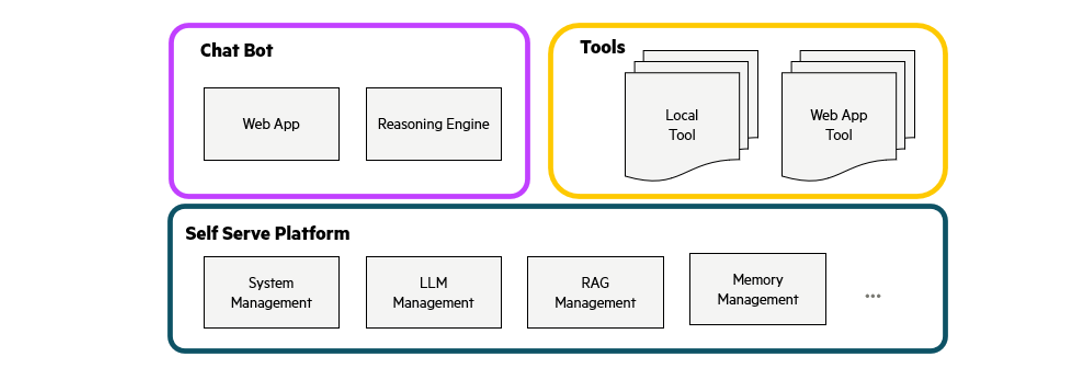 Chat Bot
Web App
Reasoning Engine
Tools
Local
Tool
Web App
Tool
Self Serve Platform
System
Management
LLM
Management
RAG
Management
Memory
Management
...